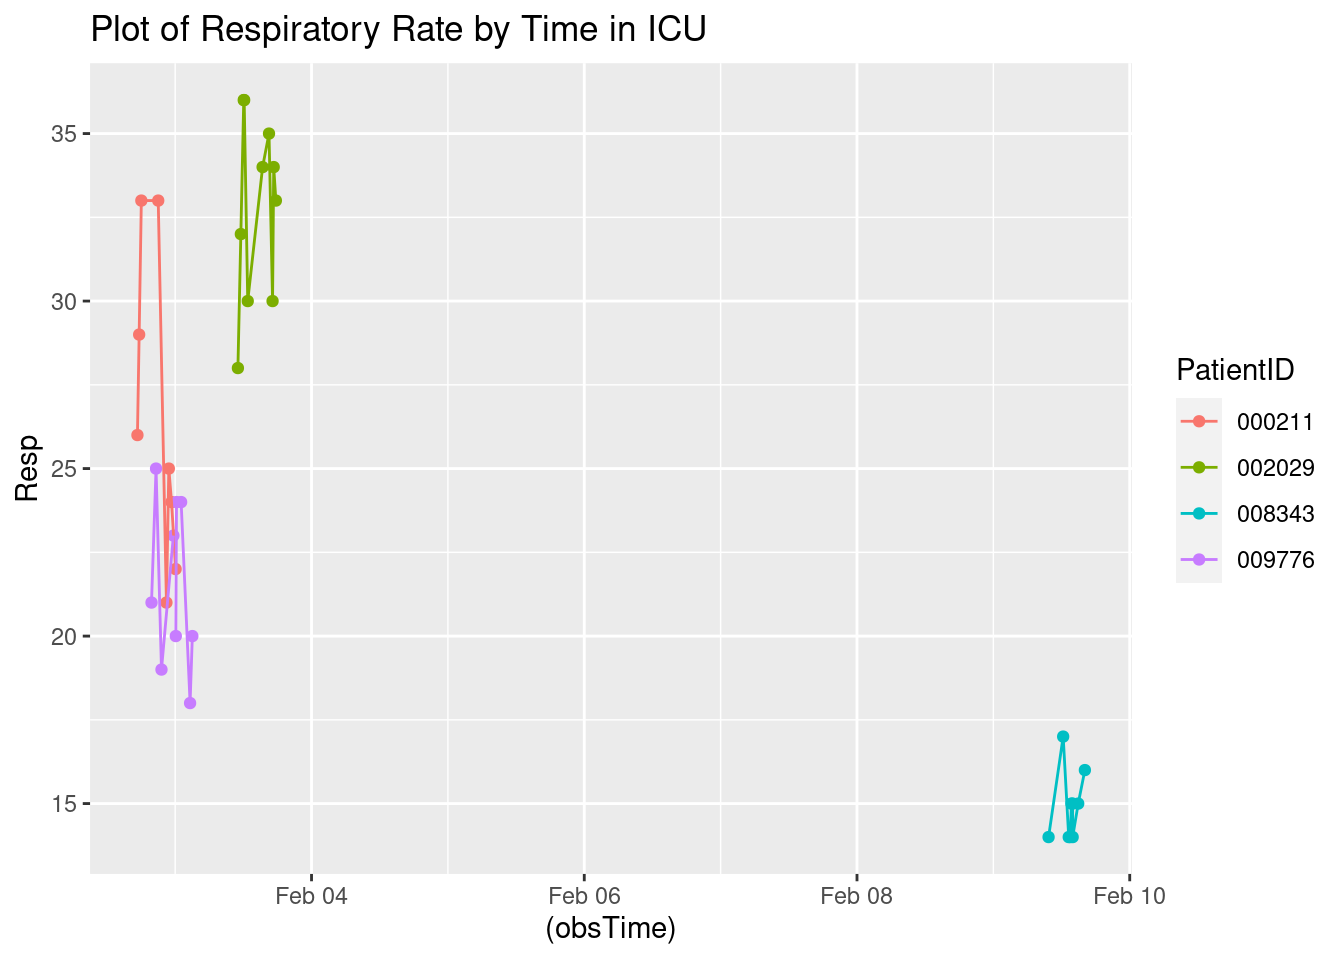 Plot of Respiratory Rate by Time in ICU
35
30
25
20
15
Resp
Feb 04
Feb 06
Feb 08
Feb 10
(obsTime)
PatientID
000211
002029
008343
009776